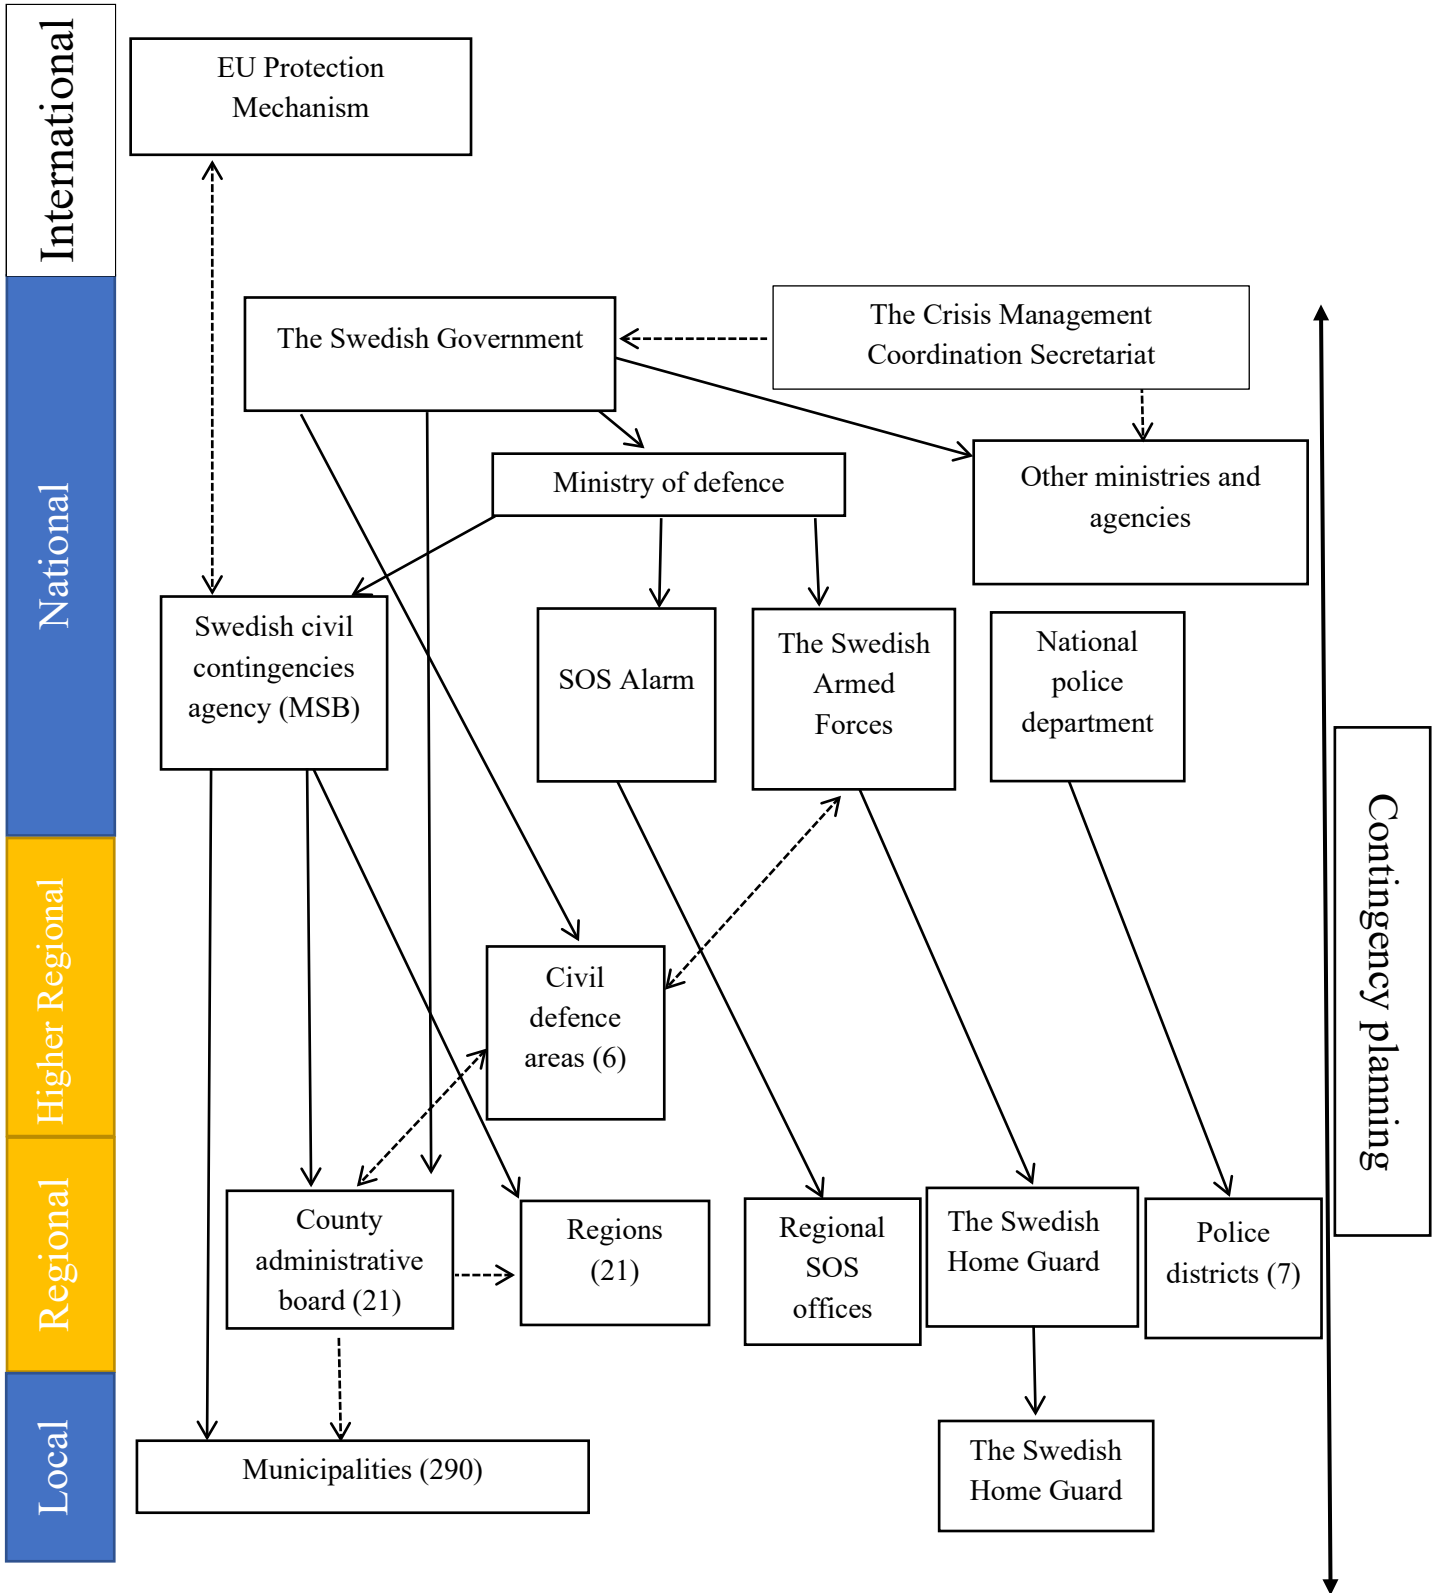 International
EU Protection
Mechanism
National
The Swedish Government
The Crisis Management
Coordination Secretariat
Ministry of defence
Other ministries and
agencies
Swedish civil
contingencies
agency (MSB)
SOS Alarm
The Swedish
Armed
Forces
National
police
department
Contingency planning
Higher Regional
Civil
defence
areas (6)
Regional
County
administrative
board (21)
Regions
(21)
Regional
SOS
offices
The Swedish
Home Guard
Police
districts (7)
Local
Municipalities (290)
The Swedish
Home Guard